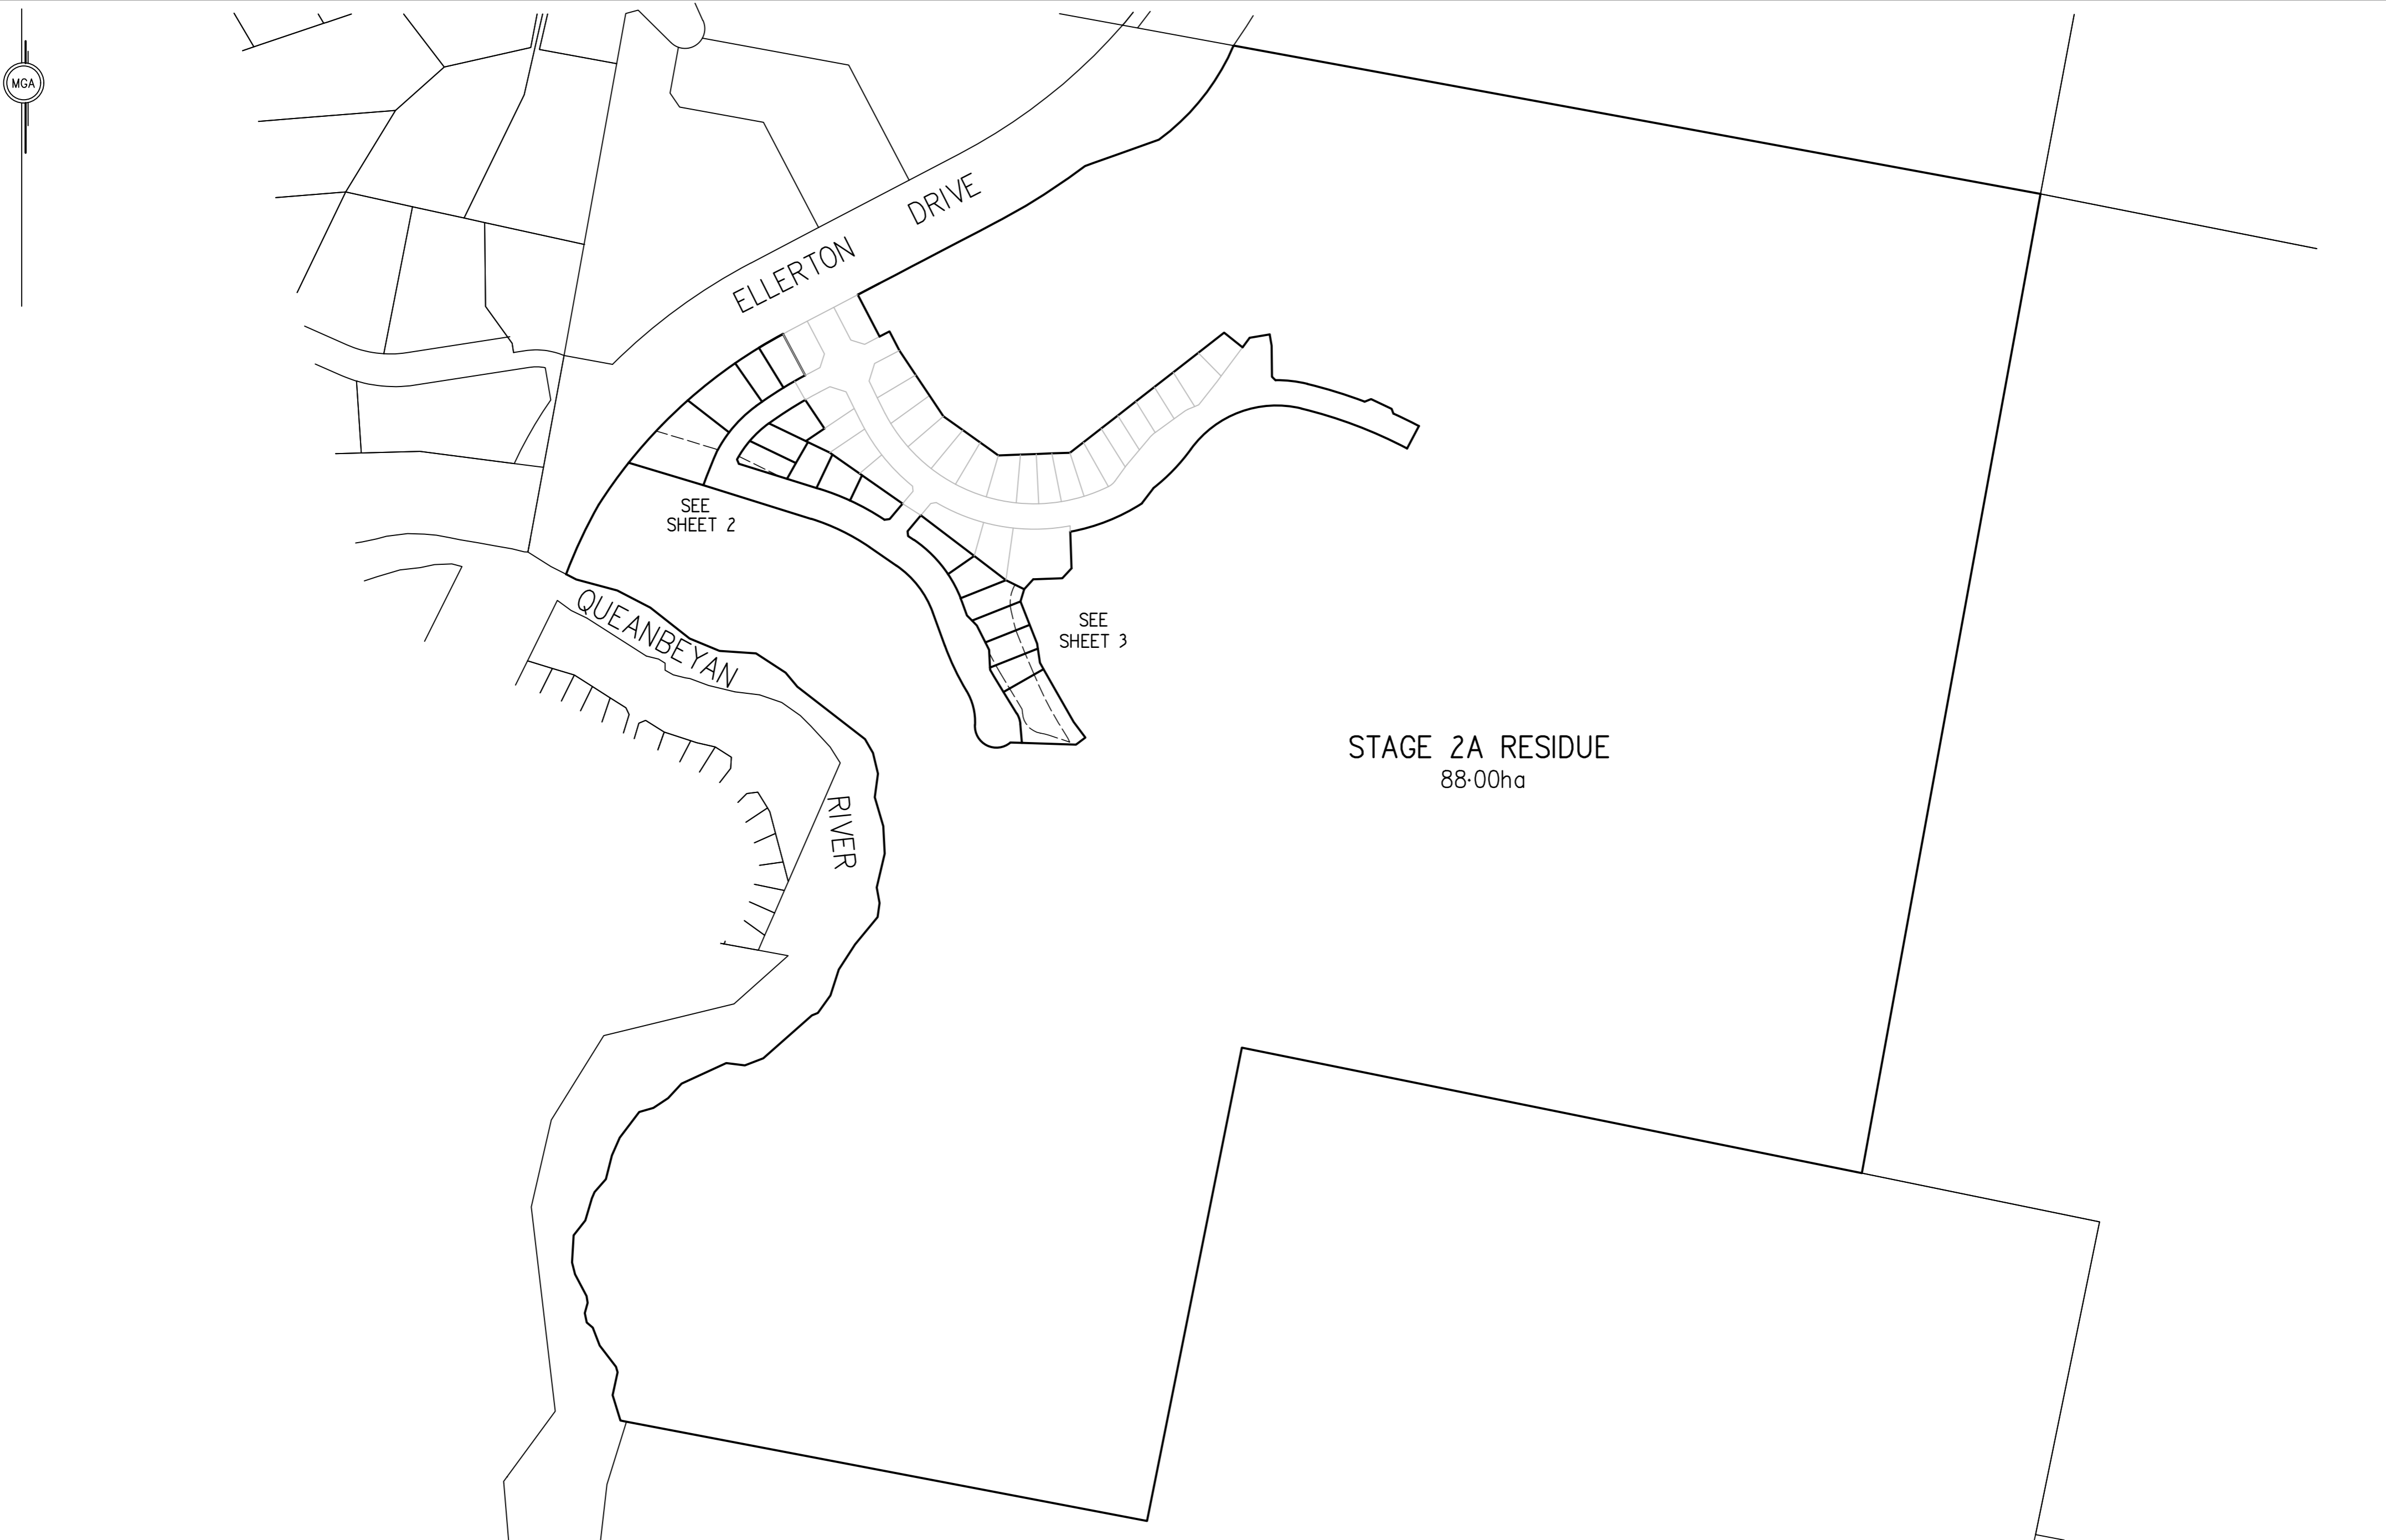 MGA
ELLERTON DRIVE
SEE
SHEET 2
QUEANBEYAN
SEE
SHEET 3
STAGE 2A RESIDUE
88·00ha
RIVER